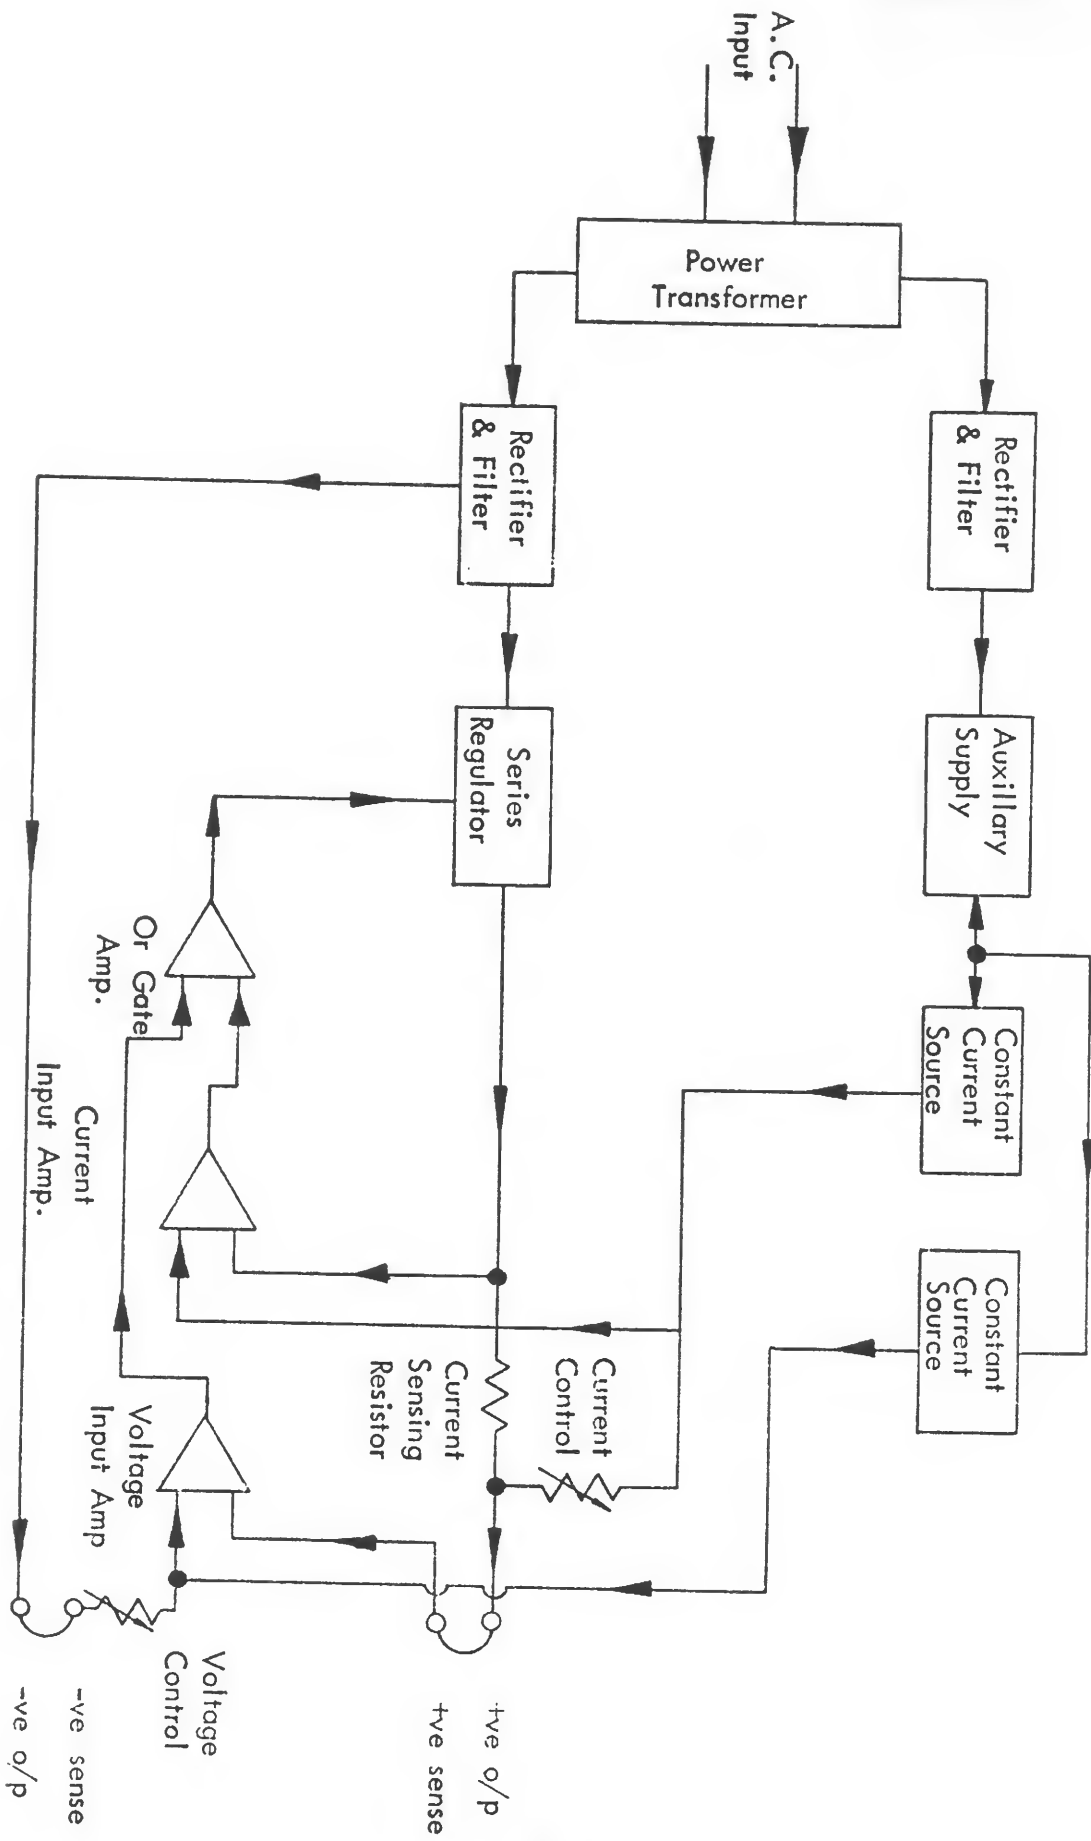 A.C.
Input
Power
Transformer
Rectifier
& Filter
Auxillary
Supply
Constant
Current
Source
Constant
Current
Source
Rectifier
& Filter
Series
Regulator
Current
Control
Current
Sensing
Resistor
Or Gate
Amp.
Current
Input Amp.
Voltage
Input Amp
Voltage
Control
+ve o/p
+ve sense
-ve sense
-ve o/p